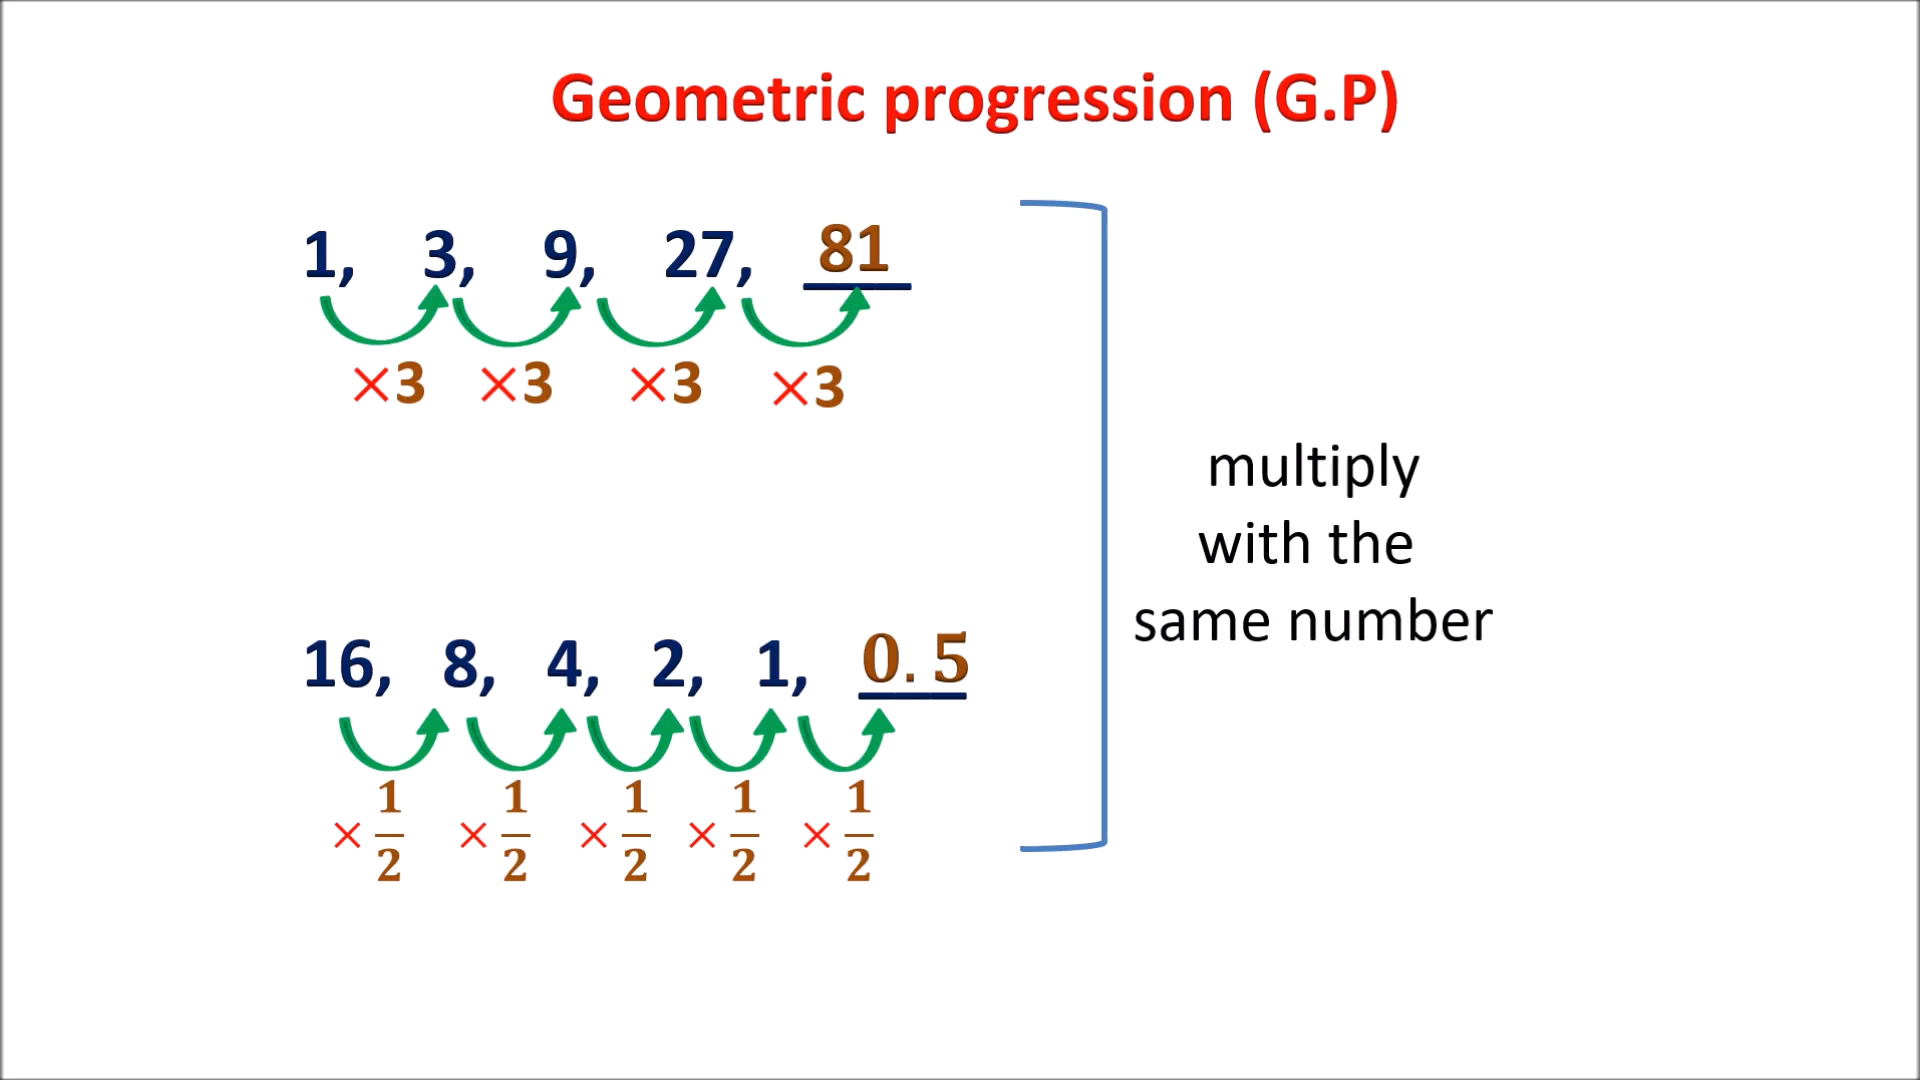 Geometric progression (G.P)
1, 3, 9, 27, 81
×3 ×3 ×3 ×3
multiply
with the
same number
16, 8, 4, 2, 1, 0.5
× 1/2 × 1/2 × 1/2 × 1/2 × 1/2